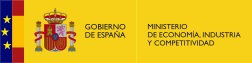 GOBIERNO
DE ESPAÑA
MINISTERIO
DE ECONOMÍA, INDUSTRIA
Y COMPETITIVIDAD